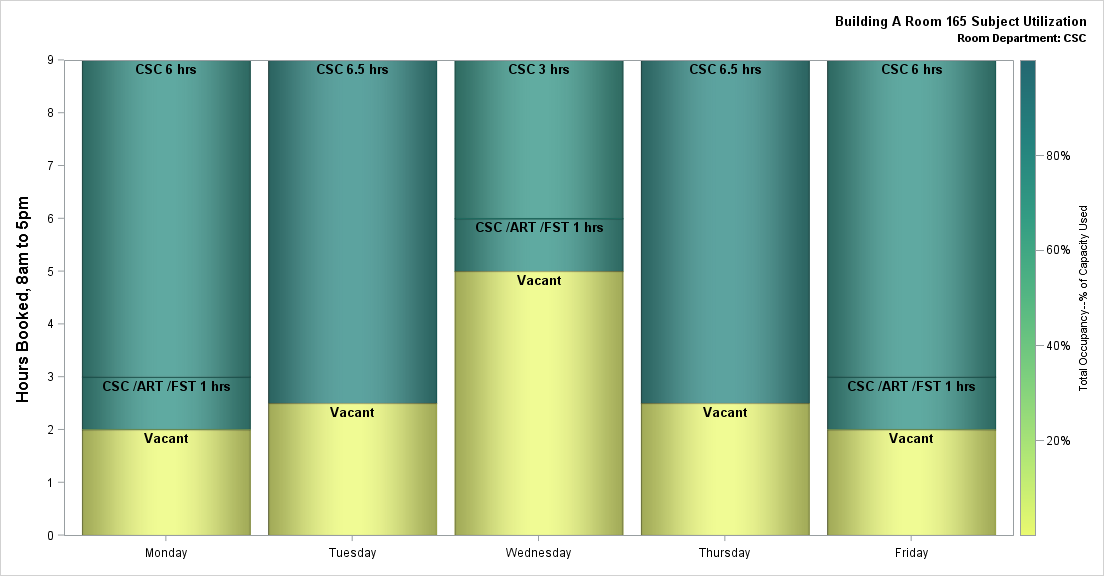 Building A Room 165 Subject Utilization
Room Department: CSC
Hours Booked, 8am to 5pm
9
8
7
6
5
4
3
2
1
0
CSC 6 hrs
CSC /ART /FST 1 hrs
Vacant
CSC 6.5 hrs
Vacant
CSC 3 hrs
CSC /ART /FST 1 hrs
Vacant
CSC 6.5 hrs
Vacant
CSC 6 hrs
CSC /ART /FST 1 hrs
Vacant
Monday
Tuesday
Wednesday
Thursday
Friday
80%
60%
40%
20%
Total Occupancy--% of Capacity Used